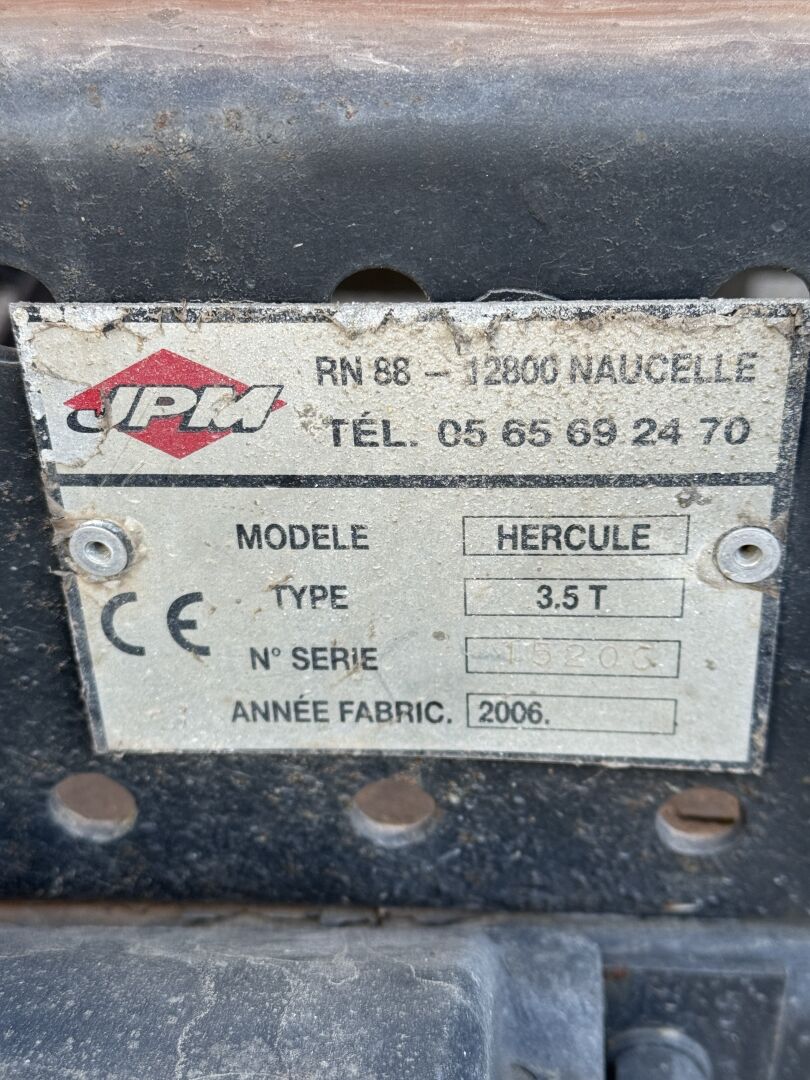 JPM
RN 88 - 12800 NAUCELLE
TÉL. 05 65 69 24 70
MODELE HERCULE
CE TYPE 3.5 T
N° SERIE
ANNÉE FABRIC. 2006.